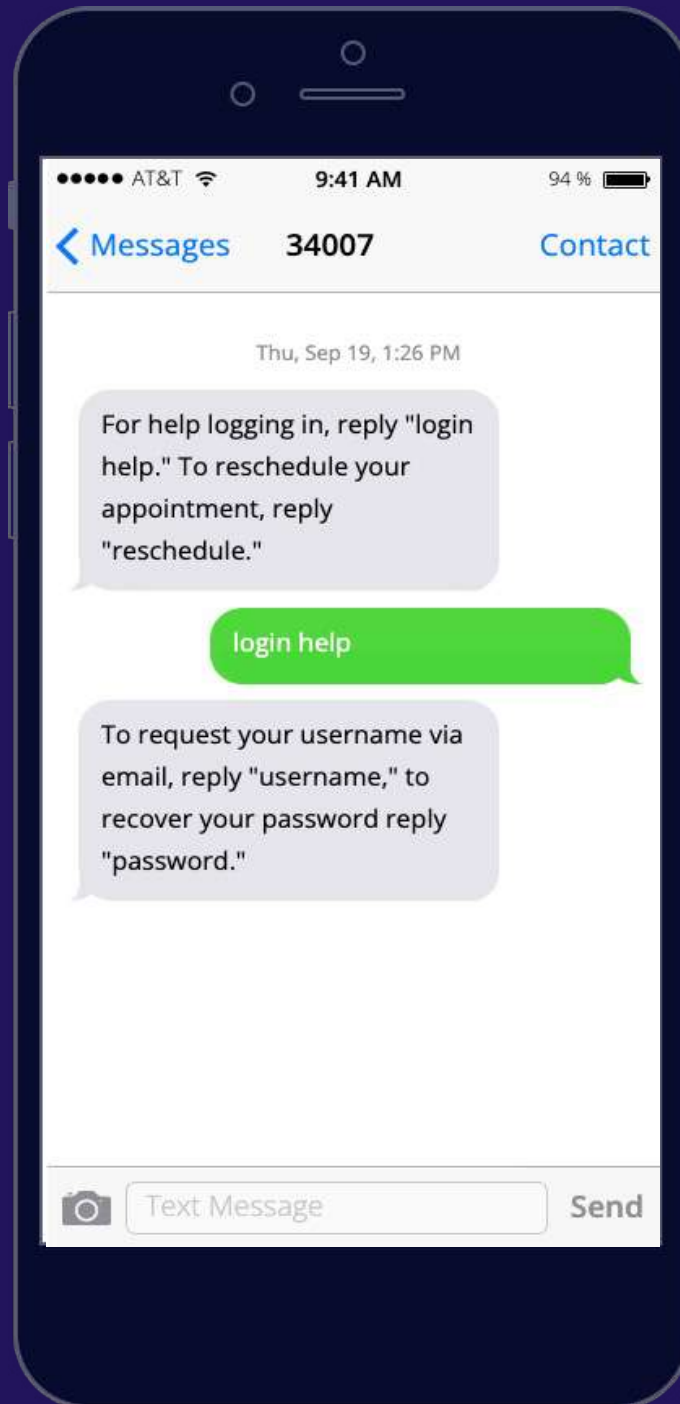 AT&T 9:41 AM 94 %
Messages 34007 Contact
Thu, Sep 19, 1:26 PM
For help logging in, reply "login
help." To reschedule your
appointment, reply
"reschedule."
login help
To request your username via
email, reply "username," to
recover your password reply
"password."
Text Message Send